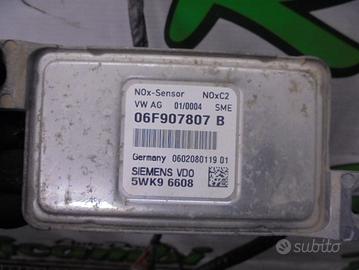 NOx-Sensor NOxC2
VW AG 01/0004 SME
06F907807 B
Germany 0602080119 01
SIEMENS VDO
5WK9 6608
subito